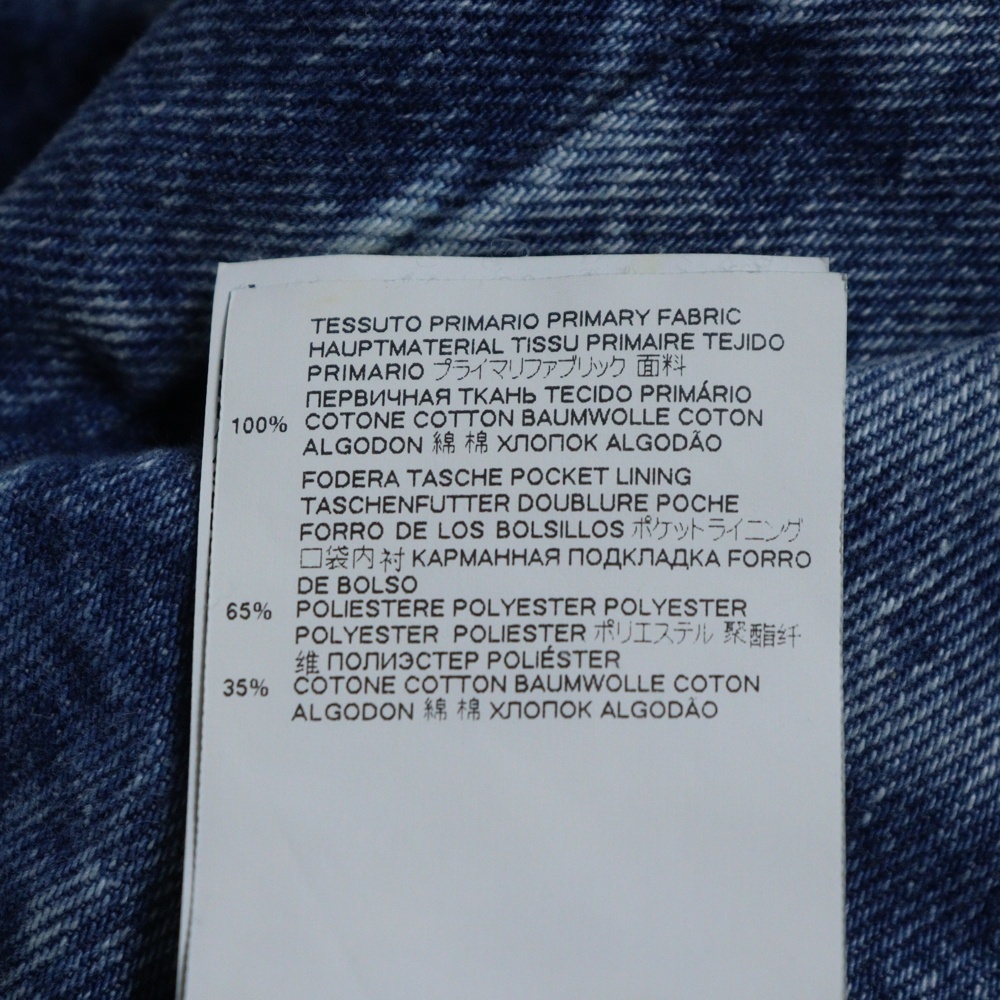 TESSUTO PRIMARIO PRIMARY FABRIC
HAUPTMATERIAL TISSU PRIMAIRE TEJIDO
PRIMARIO プライマリファブリック 面料
ПЕРВИЧНАЯ ТКАНЬ TECIDO PRIMÁRIO
100% COTONE COTTON BAUMWOLLE COTON
ALGODON 綿 棉 ХЛОПОК ALGODÃO
FODERA TASCHE POCKET LINING
TASCHENFUTTER DOUBLURE POCHE
FORRO DE LOS BOLSILLOS ポケットライニング
口袋内衬 КАРМАННАЯ ПОДКЛАДКА FORRO
DE BOLSO
65% POLIESTERE POLYESTER POLYESTER
POLYESTER POLIESTER ポリエステル 聚酯纤
维 ПОЛИЭСТЕР POLIÉSTER
35% COTONE COTTON BAUMWOLLE COTON
ALGODON 綿 棉 ХЛОПОК ALGODÃO